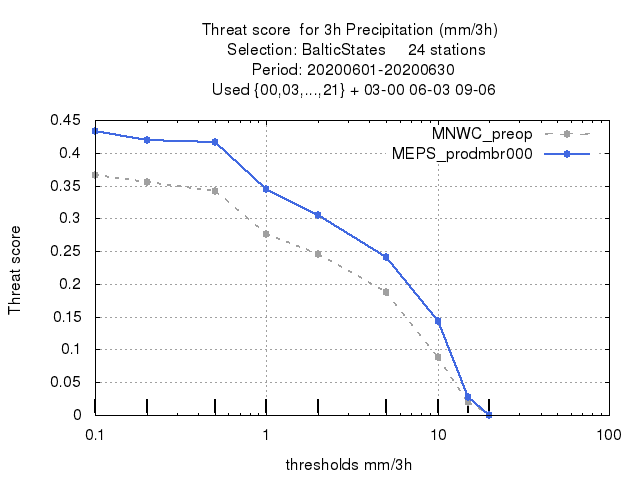 Threat score  for 3h Precipitation (mm/3h)
Selection: BalticStates     24 stations
Period: 20200601-20200630
Used {00,03,...,21} + 03-00 06-03 09-06
MNWC_preop
MEPS_prodmbr000
0.45
0.4
0.35
0.3
0.25
0.2
0.15
0.1
0.05
0
Threat score
0.1 1 10 100
thresholds mm/3h